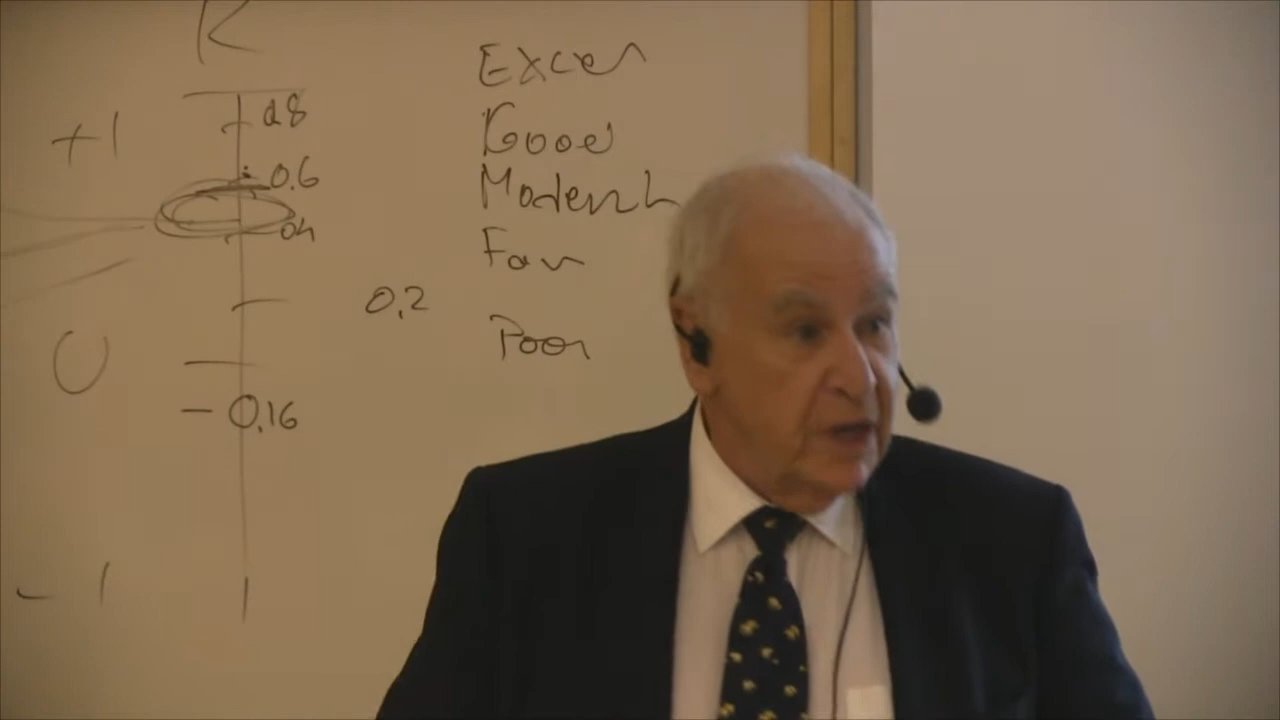 K
Excel
+1 0.8
Good
0.6
Moderate
0.4
Fair
0.2
0
Poor
- 0.16
- 1